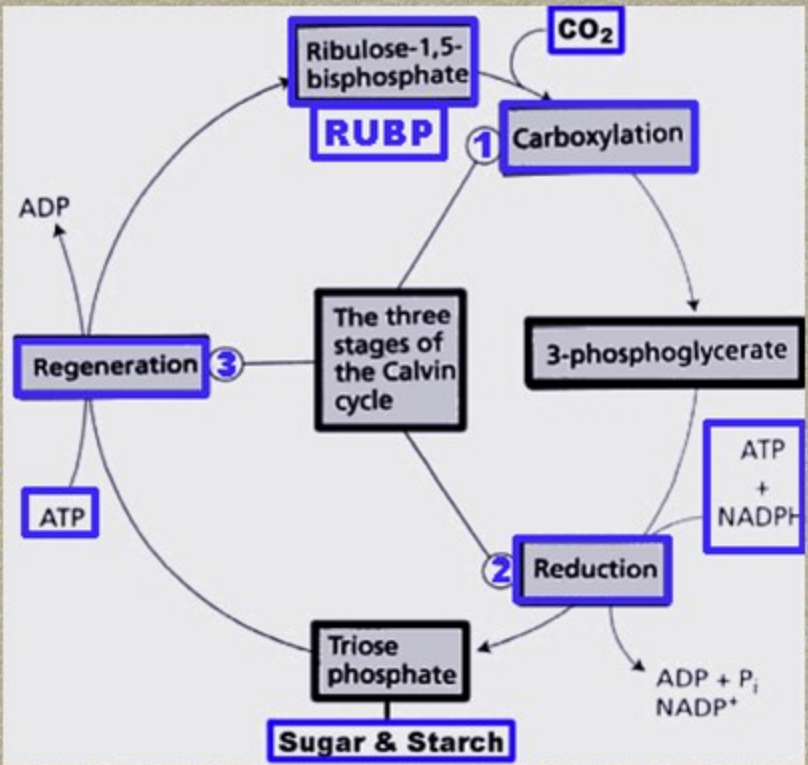 CO₂
Ribulose-1,5-
bisphosphate
RUBP
1
Carboxylation
ADP
The three
stages of
the Calvin
cycle
3-phosphoglycerate
Regeneration
3
ATP
+
NADPH
ATP
2
Reduction
Triose
phosphate
ADP + Pᵢ
NADP⁺
Sugar & Starch